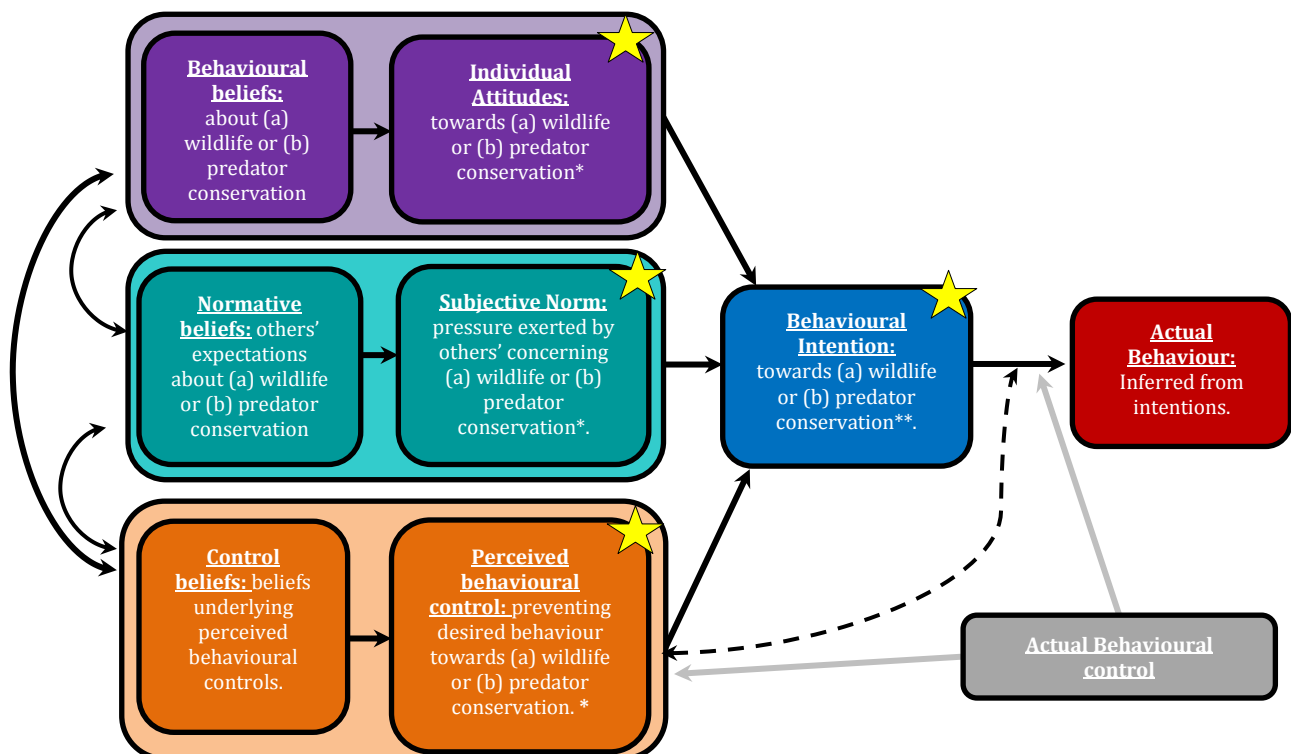 Behavioural
beliefs:
about (a)
wildlife or (b)
predator
conservation
Individual
Attitudes:
towards (a) wildlife
or (b) predator
conservation*
Normative
beliefs: others’
expectations
about (a) wildlife
or (b) predator
conservation
Subjective Norm:
pressure exerted by
others’ concerning
(a) wildlife or (b)
predator
conservation*.
Behavioural
Intention:
towards (a) wildlife
or (b) predator
conservation**.
Actual
Behaviour:
Inferred from
intentions.
Control
beliefs: beliefs
underlying
perceived
behavioural
controls.
Perceived
behavioural
control: preventing
desired behaviour
towards (a) wildlife
or (b) predator
conservation. *
Actual Behavioural
control